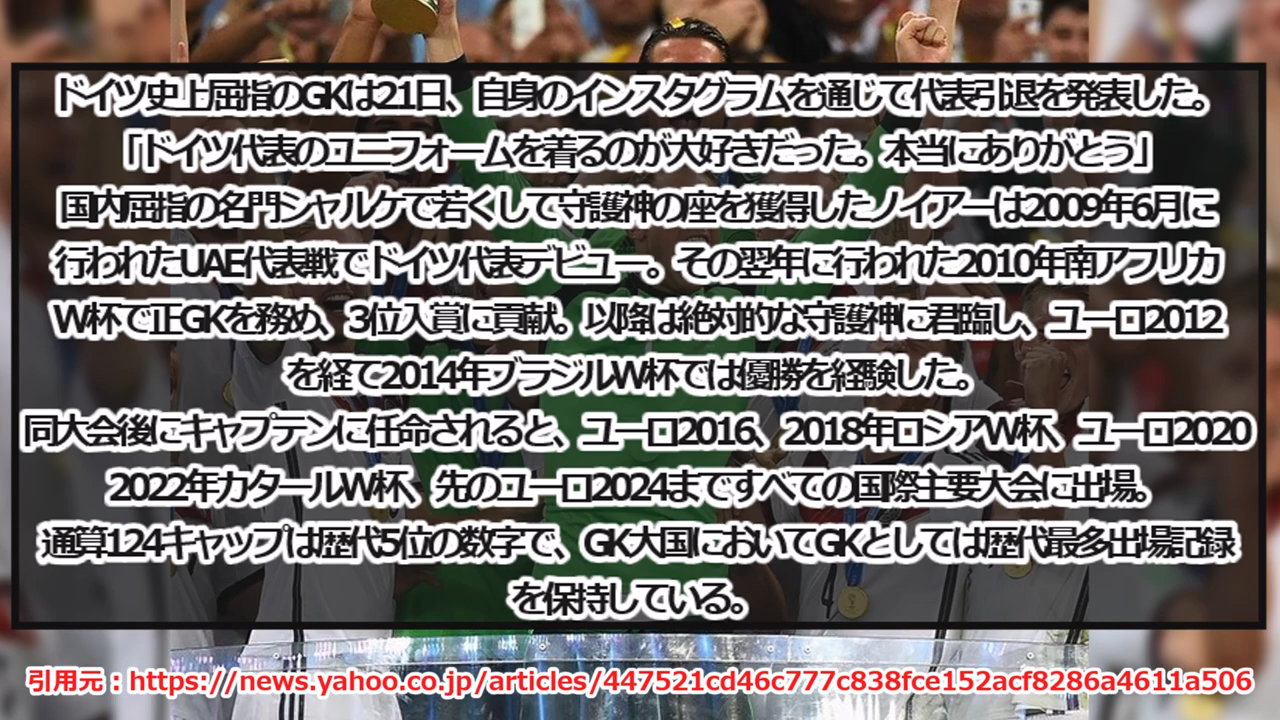 ドイツ史上屈指のGKは21日、自身のインスタグラムを通じて代表引退を発表した。
「ドイツ代表のユニフォームを着るのが大好きだった。本当にありがとう」
国内屈指の名門シャルケで若くして守護神の座を獲得したノイアーは2009年6月に
行われたUAE代表戦でドイツ代表デビュー。その翌年に行われた2010年南アフリカ
W杯で正GKを務め、3位入賞に貢献。以降は絶対的な守護神に君臨し、ユーロ2012
を経て2014年ブラジルW杯では優勝を経験した。
同大会後にキャプテンに任命されると、ユーロ2016、2018年ロシアW杯、ユーロ2020
2022年カタールW杯、先のユーロ2024まですべての国際主要大会に出場。
通算124キャップは歴代5位の数字で、GK大国においてGKとしては歴代最多出場記録
を保持している。
引用元：https://news.yahoo.co.jp/articles/447521cd46c777c838fce152acf8286a4611a506